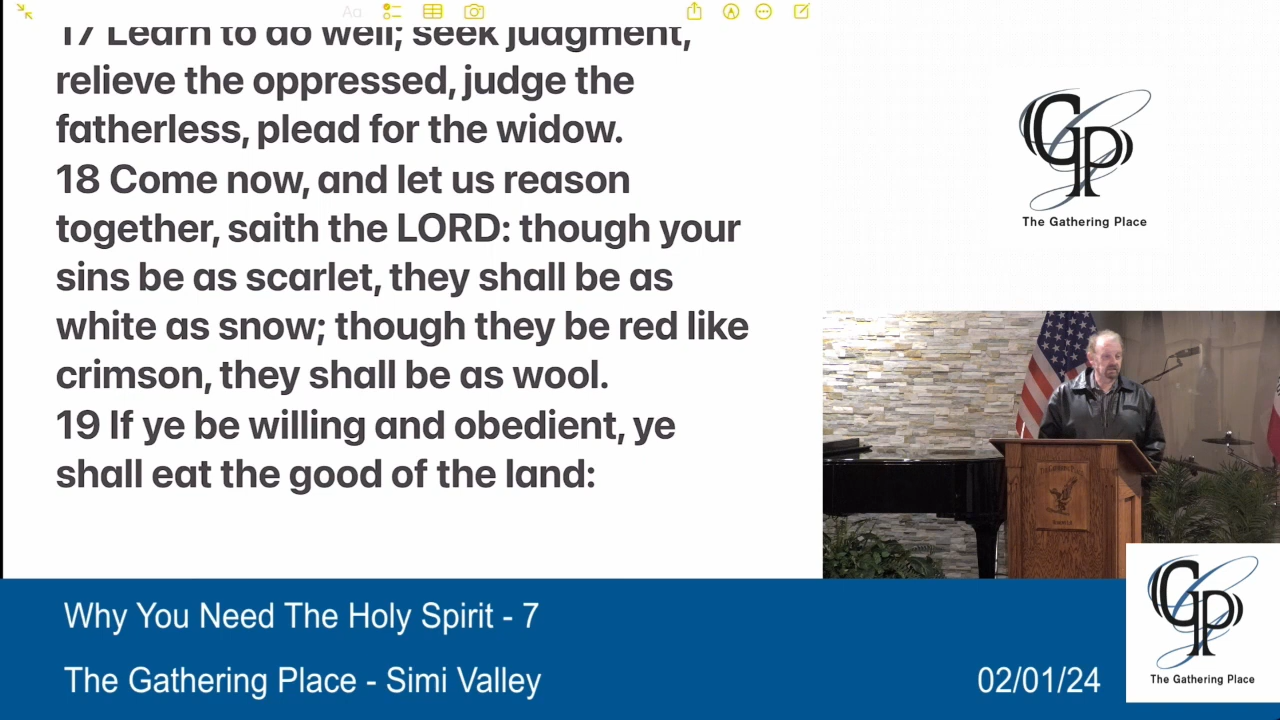 Aa
17 Learn to do well; seek judgment,
relieve the oppressed, judge the
fatherless, plead for the widow.
18 Come now, and let us reason
together, saith the LORD: though your
sins be as scarlet, they shall be as
white as snow; though they be red like
crimson, they shall be as wool.
19 If ye be willing and obedient, ye
shall eat the good of the land:
GP
The Gathering Place
Why You Need The Holy Spirit - 7
The Gathering Place - Simi Valley
02/01/24
GP
The Gathering Place